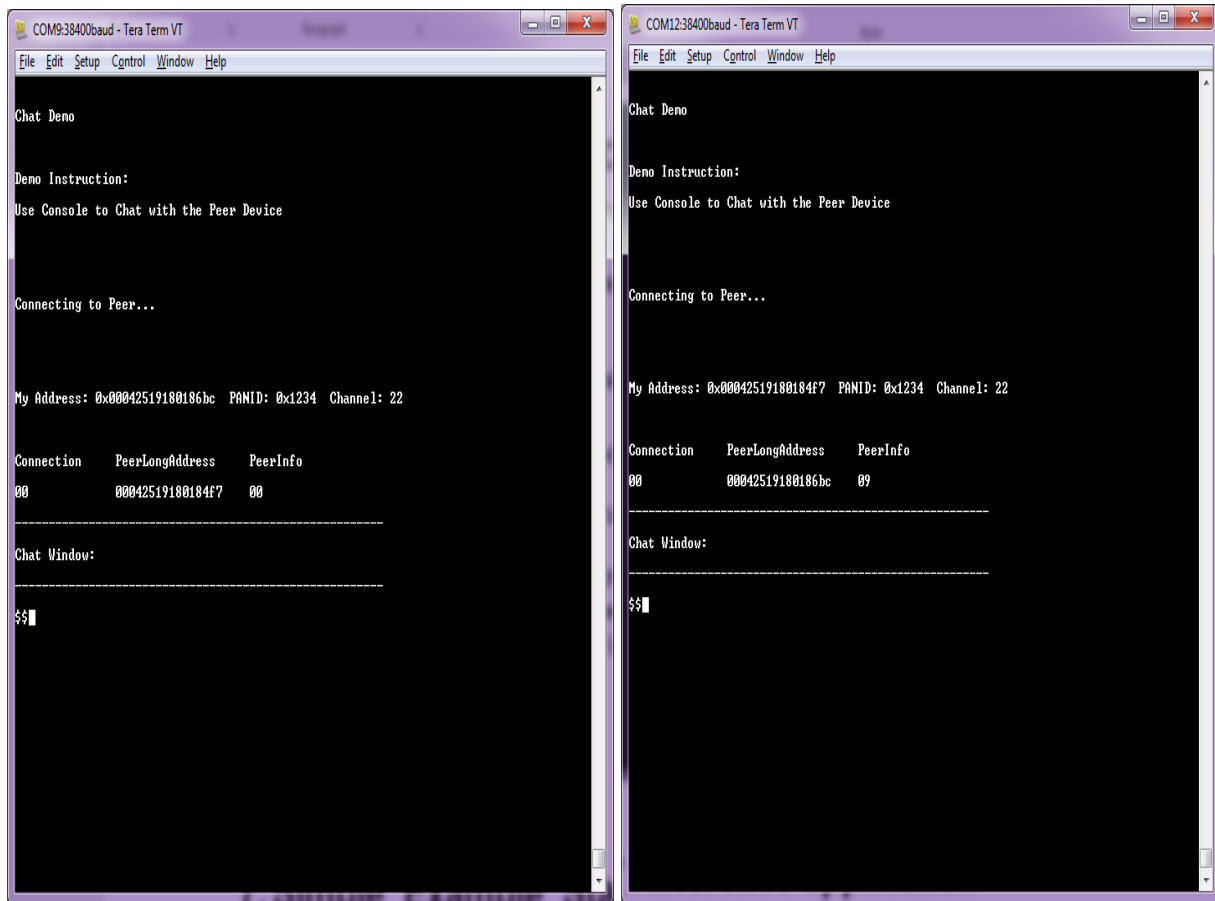 COM9:38400baud - Tera Term VT
File Edit Setup Control Window Help
Chat Demo
Demo Instruction:
Use Console to Chat with the Peer Device
Connecting to Peer...
My Address: 0x00042519180186bc PANID: 0x1234 Channel: 22
Connection PeerLongAddress PeerInfo
00 00042519180184f7 00
--------------------------------------------------------
Chat Window:
--------------------------------------------------------
$$
COM12:38400baud - Tera Term VT
File Edit Setup Control Window Help
Chat Demo
Demo Instruction:
Use Console to Chat with the Peer Device
Connecting to Peer...
My Address: 0x00042519180184f7 PANID: 0x1234 Channel: 22
Connection PeerLongAddress PeerInfo
00 00042519180186bc 09
--------------------------------------------------------
Chat Window:
--------------------------------------------------------
$$